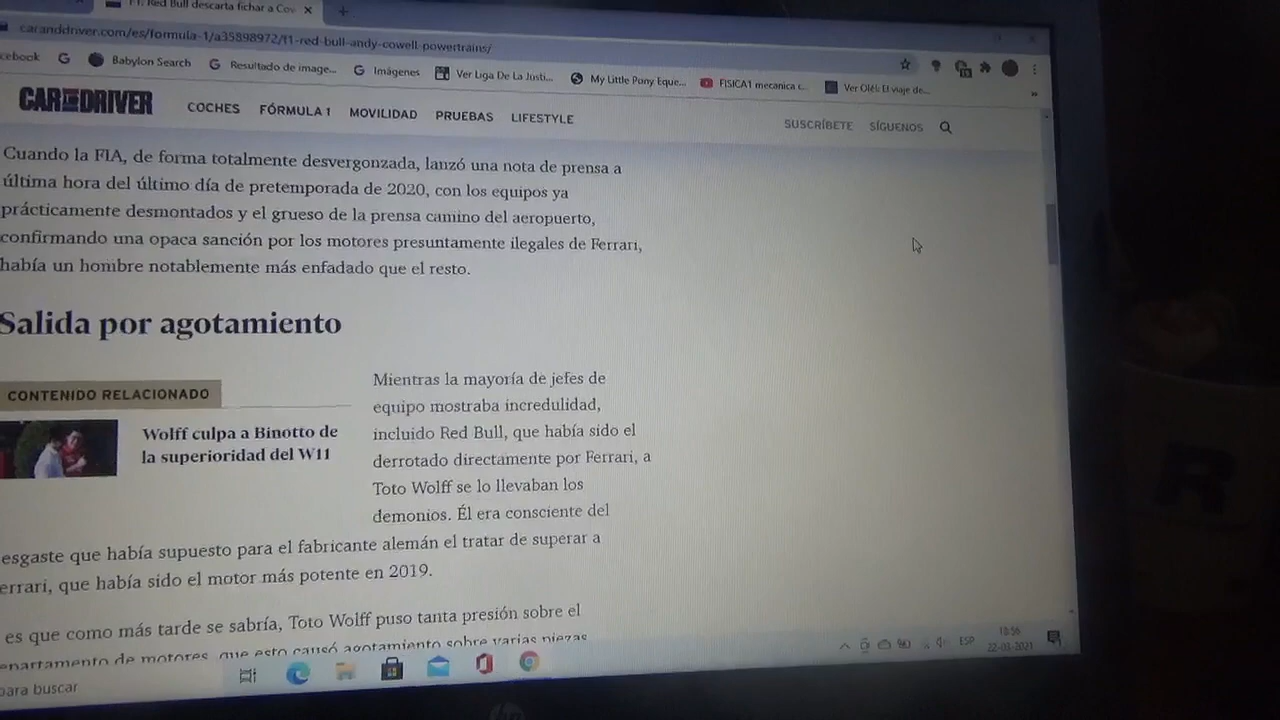 F1: Red Bull descarta fichar a Cow
caranddriver.com/es/formula-1/a35898972/f1-red-bull-andy-cowell-powertrains/
cebook
Babylon Search
Resultado de image...
Imágenes
Ver Liga De La Justi...
My Little Pony Eque...
FISICA1 mecanica c...
Ver Olé!: El viaje de...
CAR AND DRIVER
COCHES FÓRMULA 1 MOVILIDAD PRUEBAS LIFESTYLE
SUSCRÍBETE SÍGUENOS
Cuando la FIA, de forma totalmente desvergonzada, lanzó una nota de prensa a
última hora del último día de pretemporada de 2020, con los equipos ya
prácticamente desmontados y el grueso de la prensa camino del aeropuerto,
confirmando una opaca sanción por los motores presuntamente ilegales de Ferrari,
había un hombre notablemente más enfadado que el resto.
Salida por agotamiento
CONTENIDO RELACIONADO
Wolff culpa a Binotto de
la superioridad del W11
Mientras la mayoría de jefes de
equipo mostraba incredulidad,
incluido Red Bull, que había sido el
derrotado directamente por Ferrari, a
Toto Wolff se lo llevaban los
demonios. Él era consciente del
esgaste que había supuesto para el fabricante alemán el tratar de superar a
errari, que había sido el motor más potente en 2019.
es que como más tarde se sabría, Toto Wolff puso tanta presión sobre el
epartamento de motores, que esto causó agotamiento sobre varias piezas
para buscar
ESP
18:56
22-03-2021
hp